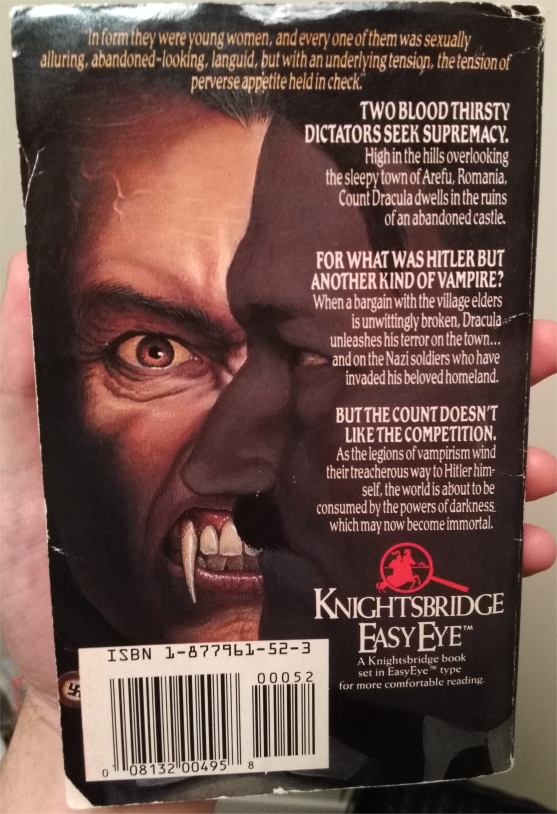 "In form they were young women, and every one of them was sexually
alluring, abandoned-looking, languid, but with an underlying tension, the tension of
perverse appetite held in check."
TWO BLOOD THIRSTY
DICTATORS SEEK SUPREMACY.
High in the hills overlooking
the sleepy town of Arefu, Romania,
Count Dracula dwells in the ruins
of an abandoned castle.
FOR WHAT WAS HITLER BUT
ANOTHER KIND OF VAMPIRE?
When a bargain with the village elders
is unwittingly broken, Dracula
unleashes his terror on the town...
and on the Nazi soldiers who have
invaded his beloved homeland.
BUT THE COUNT DOESN'T
LIKE THE COMPETITION.
As the legions of vampirism wind
their treacherous way to Hitler him-
self, the world is about to be
consumed by the powers of darkness
which may now become immortal.
KNIGHTSBRIDGE
EASYEYE™
A Knightsbridge book
set in EasyEye™ type
for more comfortable reading.
ISBN 1-877961-52-3
00052
0 08132 00495 8